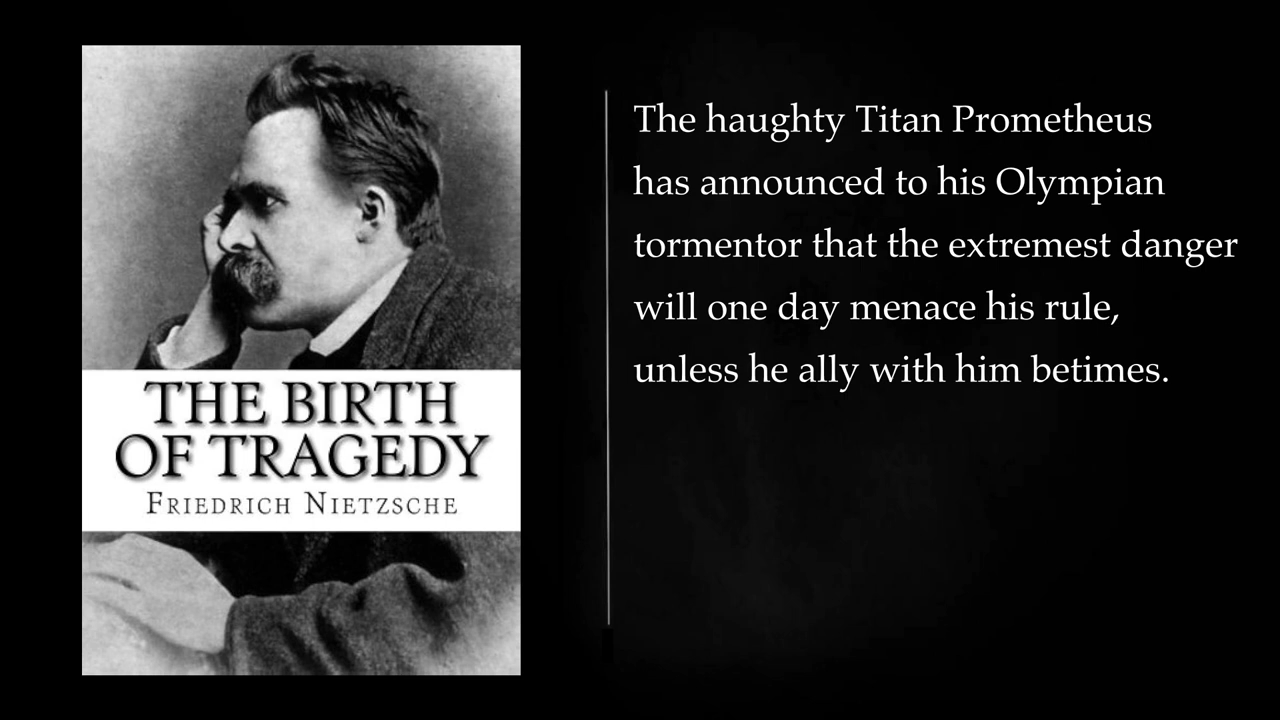 THE BIRTH
OF TRAGEDY
FRIEDRICH NIETZSCHE
The haughty Titan Prometheus
has announced to his Olympian
tormentor that the extremest danger
will one day menace his rule,
unless he ally with him betimes.